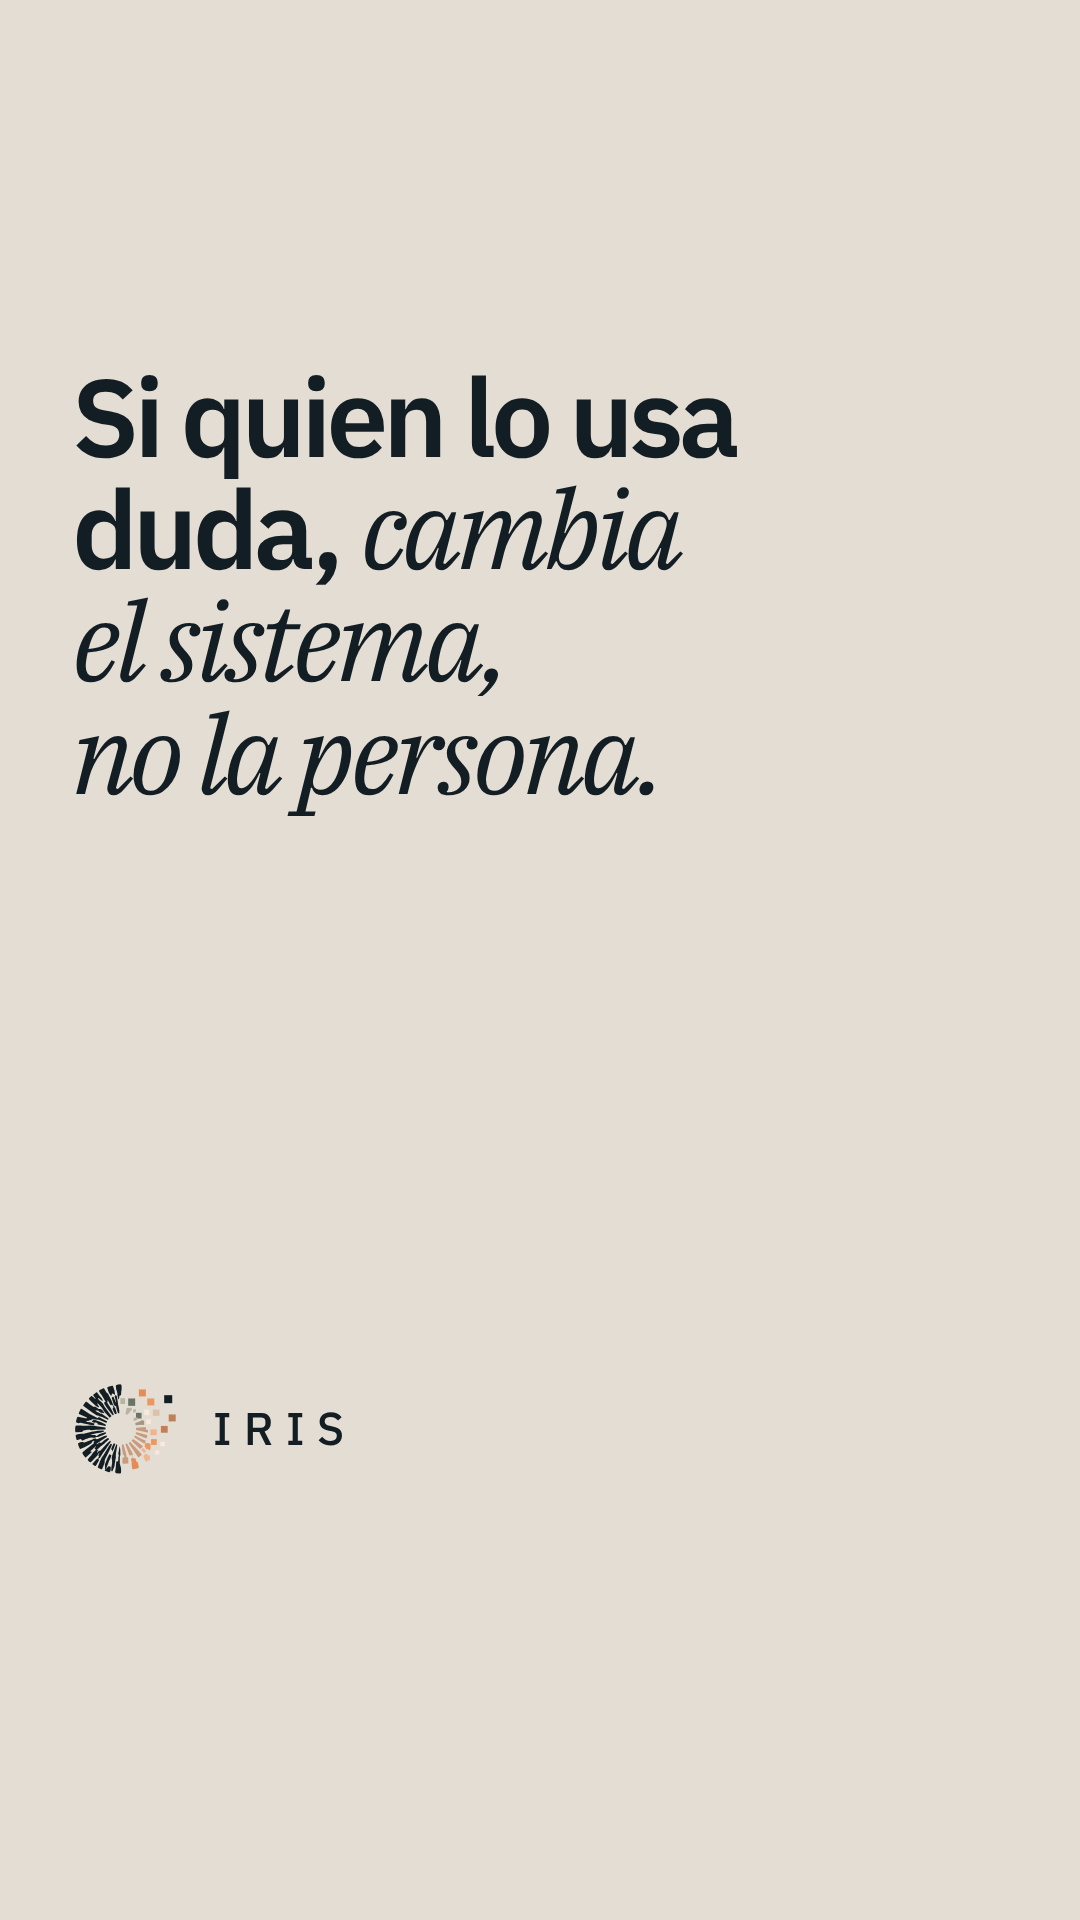 Si quien lo usa
duda, cambia
el sistema,
no la persona.
IRIS